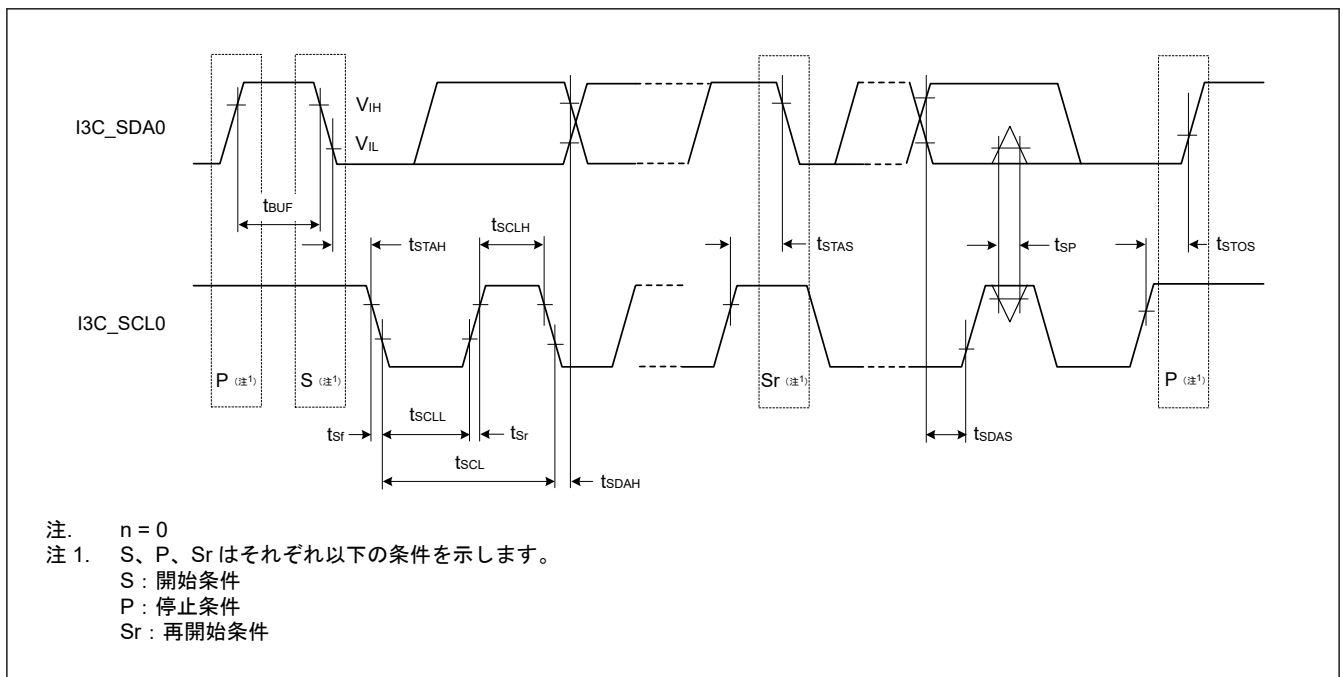 I3C_SDA0
VIH
VIL
tBUF
tSTAH
tSCLH
tSTAS
tSP
tSTOS
I3C_SCL0
P（注1）
S（注1）
Sr（注1）
P（注1）
tSf
tSCLL
tSr
tSDAS
tSCL
tSDAH
注. n = 0
注 1. S、P、Sr はそれぞれ以下の条件を示します。
S：開始条件
P：停止条件
Sr：再開始条件